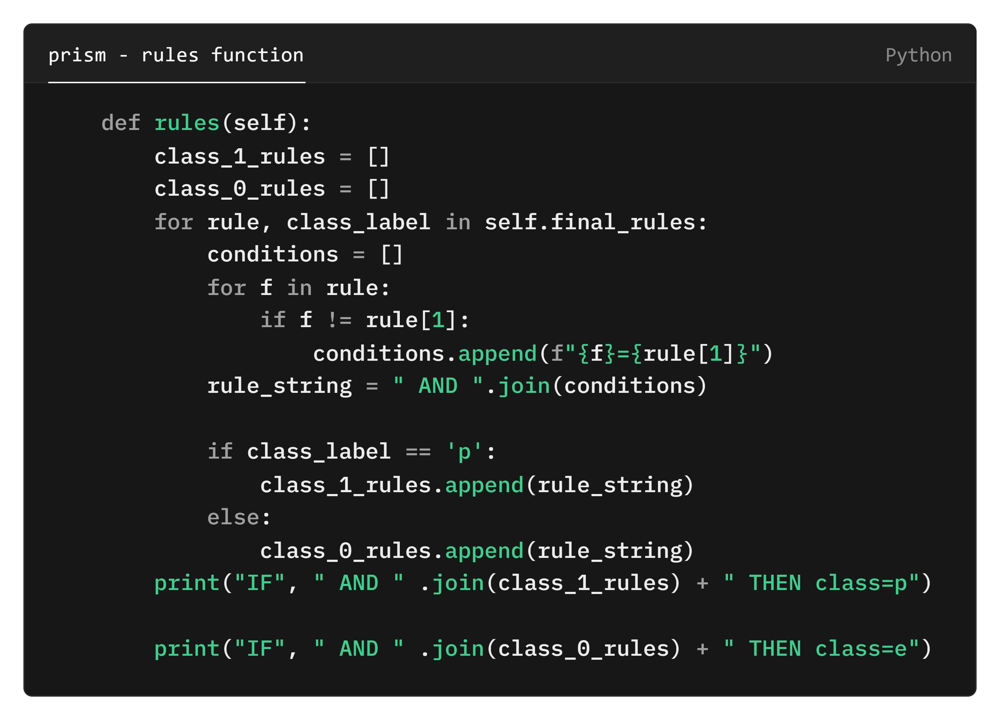 prism - rules function
Python
def rules(self):
    class_1_rules = []
    class_0_rules = []
    for rule, class_label in self.final_rules:
        conditions = []
        for f in rule:
            if f != rule[1]:
                conditions.append(f"{f}={rule[1]}")
        rule_string = " AND ".join(conditions)

        if class_label == 'p':
            class_1_rules.append(rule_string)
        else:
            class_0_rules.append(rule_string)
    print("IF", " AND " .join(class_1_rules) + " THEN class=p")

    print("IF", " AND " .join(class_0_rules) + " THEN class=e")